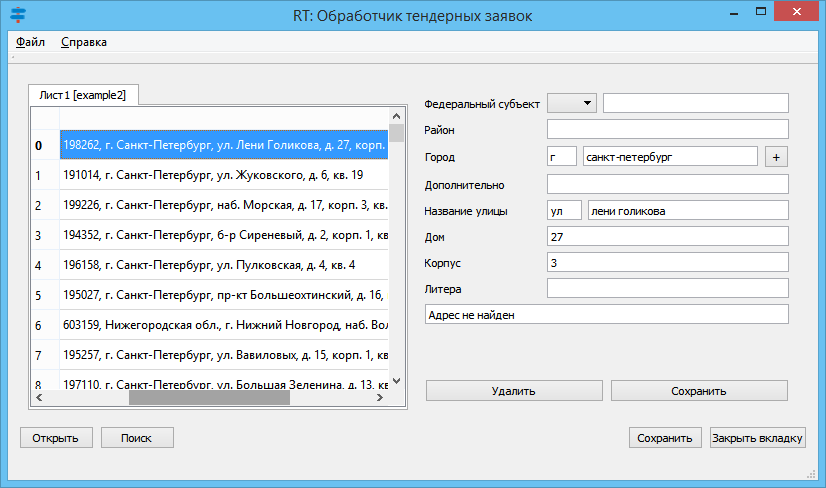 RT: Обработчик тендерных заявок
Файл Справка
Лист1 [example2]
0 198262, г. Санкт-Петербург, ул. Лени Голикова, д. 27, корп.
1 191014, г. Санкт-Петербург, ул. Жуковского, д. 6, кв. 19
2 199226, г. Санкт-Петербург, наб. Морская, д. 17, корп. 3, кв.
3 194352, г. Санкт-Петербург, б-р Сиреневый, д. 2, корп. 1, кв
4 196158, г. Санкт-Петербург, ул. Пулковская, д. 4, кв. 4
5 195027, г. Санкт-Петербург, пр-кт Большеохтинский, д. 16,
6 603159, Нижегородская обл., г. Нижний Новгород, наб. Вол
7 195257, г. Санкт-Петербург, ул. Вавиловых, д. 15, корп. 1, кв
8 197110, г. Санкт-Петербург, ул. Большая Зеленина, д. 13, кв
Федеральный субъект
Район
Город г санкт-петербург +
Дополнительно
Название улицы ул лени голикова
Дом 27
Корпус 3
Литера
Адрес не найден
Удалить Сохранить
Открыть Поиск Сохранить Закрыть вкладку